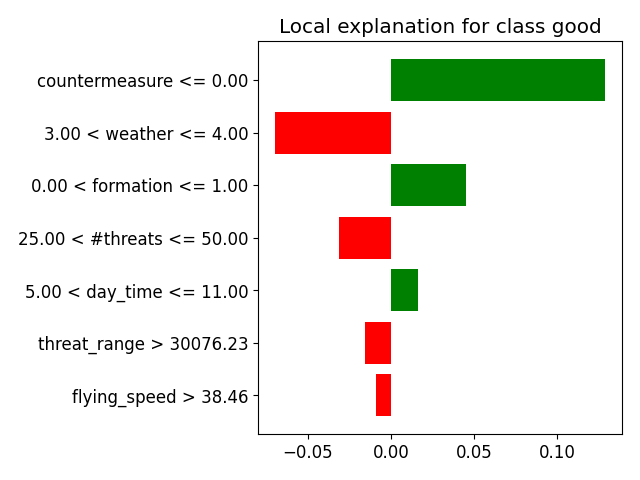 Local explanation for class good
countermeasure <= 0.00
3.00 < weather <= 4.00
0.00 < formation <= 1.00
25.00 < #threats <= 50.00
5.00 < day_time <= 11.00
threat_range > 30076.23
flying_speed > 38.46
−0.05 0.00 0.05 0.10